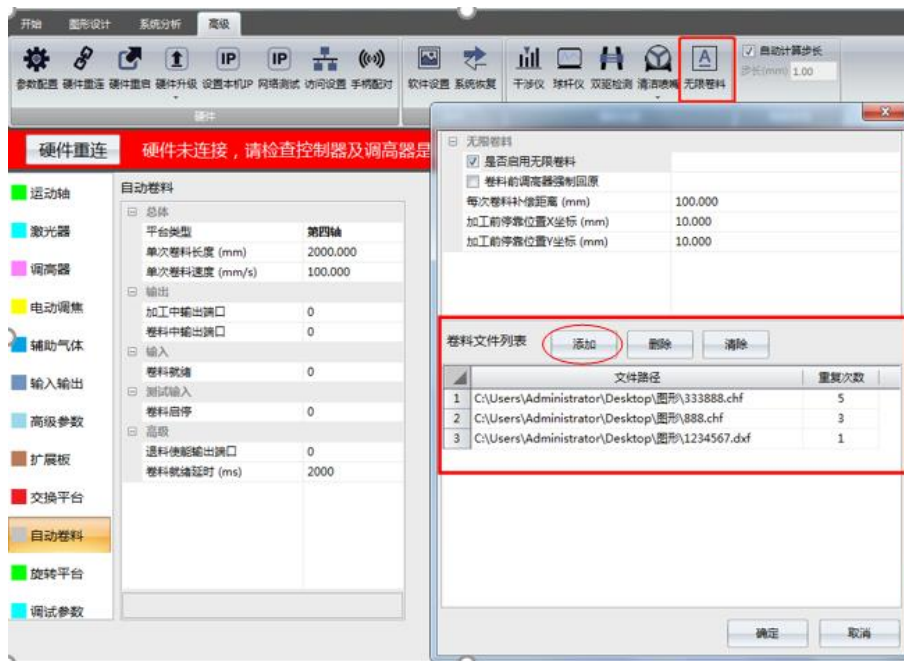 开始 图形设计 系统分析 高级
参数配置 硬件重连 硬件重启 硬件升级 设置本机IP 网络测试 访问设置 手柄配对 软件设置 系统恢复 干涉仪 球杆仪 双驱检测 清洁喷嘴 无限卷料
自动计算步长
步长(mm) 1.00
硬件
硬件重连 硬件未连接，请检查控制器及调高器是
运动轴
激光器
调高器
电动调焦
辅助气体
输入输出
高级参数
扩展板
交换平台
自动卷料
旋转平台
调试参数
自动卷料
总体
平台类型 第四轴
单次卷料长度 (mm) 2000.000
单次卷料速度 (mm/s) 100.000
输出
加工中输出端口 0
卷料中输出端口 0
输入
卷料就绪 0
测试输入
卷料启停 0
高级
退料使能输出端口 0
卷料就绪延时 (ms) 2000
无限卷料
是否启用无限卷料
卷料前调高器强制回原
每次卷料补偿距离 (mm) 100.000
加工前停靠位置X坐标 (mm) 10.000
加工前停靠位置Y坐标 (mm) 10.000
卷料文件列表 添加 删除 清除
文件路径 重复次数
1 C:\Users\Administrator\Desktop\图形\333888.chf 5
2 C:\Users\Administrator\Desktop\图形\888.chf 3
3 C:\Users\Administrator\Desktop\图形\1234567.dxf 1
确定 取消